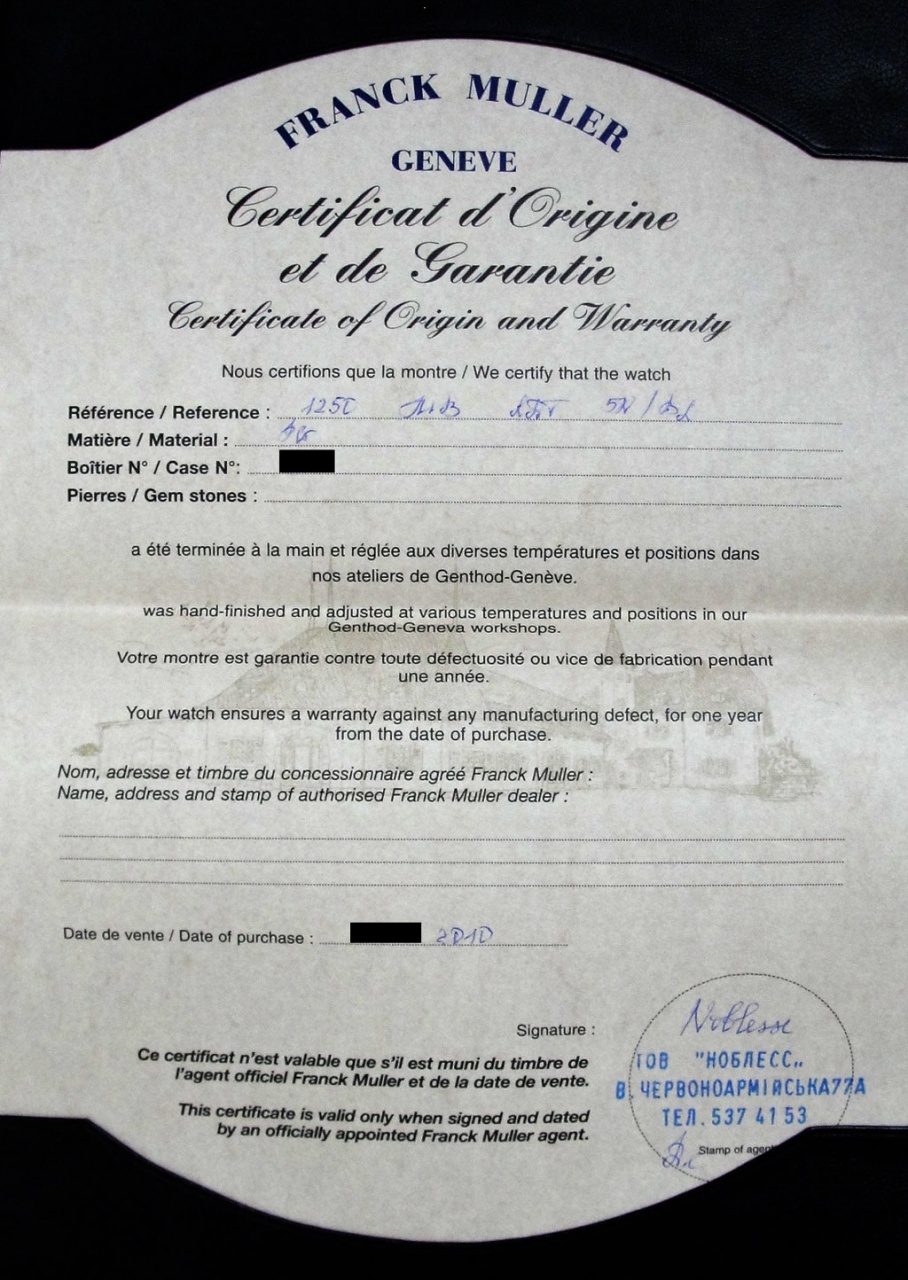 FRANCK MULLER
GENEVE
Certificat d'Origine
et de Garantie
Certificate of Origin and Warranty
Nous certifions que la montre / We certify that the watch
Référence / Reference : 5N /
Matière / Material :
Boîtier N° / Case N°:
Pierres / Gem stones :
a été terminée à la main et réglée aux diverses températures et positions dans
nos ateliers de Genthod-Genève.
was hand-finished and adjusted at various temperatures and positions in our
Genthod-Geneva workshops.
Votre montre est garantie contre toute défectuosité ou vice de fabrication pendant
une année.
Your watch ensures a warranty against any manufacturing defect, for one year
from the date of purchase.
Nom, adresse et timbre du concessionnaire agréé Franck Muller :
Name, address and stamp of authorised Franck Muller dealer :
Date de vente / Date of purchase : 2010
Signature :
Noblesse
Ce certificat n'est valable que s'il est muni du timbre de
l'agent officiel Franck Muller et de la date de vente.
This certificate is valid only when signed and dated
by an officially appointed Franck Muller agent.
ТОВ "НОБЛЕСС„
В. ЧЕРВОНОАРМІЙСЬКА77А
ТЕЛ. 537 41 53
Stamp of agent